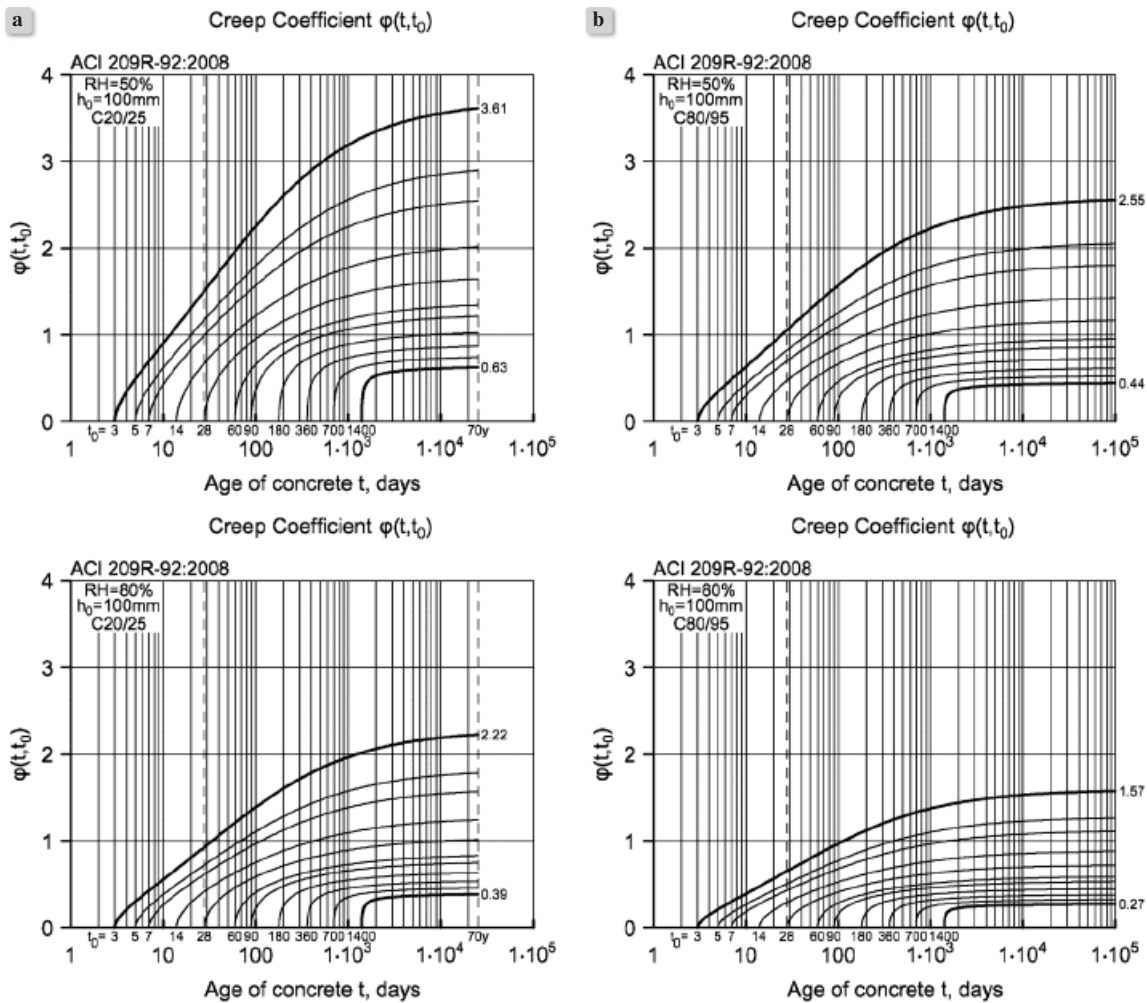 a
Creep Coefficient φ(t,t₀)
ACI 209R-92:2008
RH=50%
h₀=100mm
C20/25
4
3
2
1
0
φ(t,t₀)
3.61
0.63
t₀= 3 5 7 14 28 60 90 180 360 700 1400 70y
1 10 100 1·10³ 1·10⁴ 1·10⁵
Age of concrete t, days
b
Creep Coefficient φ(t,t₀)
ACI 209R-92:2008
RH=50%
h₀=100mm
C80/95
4
3
2
1
0
φ(t,t₀)
2.55
0.44
t₀= 3 5 7 14 28 60 90 180 360 700 1400
1 10 100 1·10³ 1·10⁴ 1·10⁵
Age of concrete t, days
Creep Coefficient φ(t,t₀)
ACI 209R-92:2008
RH=80%
h₀=100mm
C20/25
4
3
2
1
0
φ(t,t₀)
2.22
0.39
t₀= 3 5 7 14 28 60 90 180 360 700 1400 70y
1 10 100 1·10³ 1·10⁴ 1·10⁵
Age of concrete t, days
Creep Coefficient φ(t,t₀)
ACI 209R-92:2008
RH=80%
h₀=100mm
C80/95
4
3
2
1
0
φ(t,t₀)
1.57
0.27
t₀= 3 5 7 14 28 60 90 180 360 700 1400
1 10 100 1·10³ 1·10⁴ 1·10⁵
Age of concrete t, days